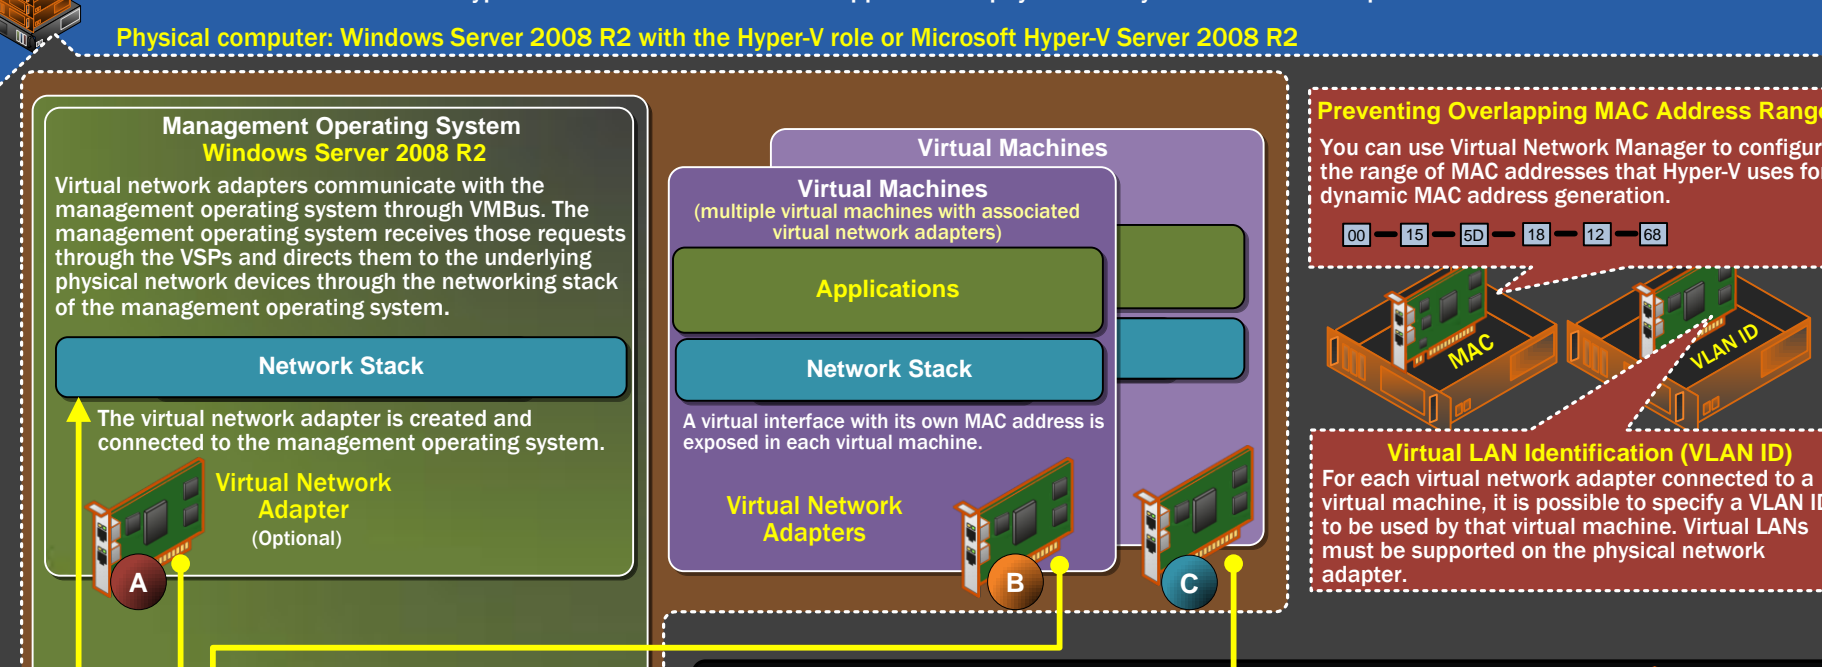 Physical computer: Windows Server 2008 R2 with the Hyper-V role or Microsoft Hyper-V Server 2008 R2
Management Operating System
Windows Server 2008 R2
Virtual network adapters communicate with the
management operating system through VMBus. The
management operating system receives those requests
through the VSPs and directs them to the underlying
physical network devices through the networking stack
of the management operating system.
Network Stack
The virtual network adapter is created and
connected to the management operating system.
Virtual Network
Adapter
(Optional)
A
Virtual Machines
Virtual Machines
(multiple virtual machines with associated
virtual network adapters)
Applications
Network Stack
A virtual interface with its own MAC address is
exposed in each virtual machine.
Virtual Network
Adapters
B
C
Preventing Overlapping MAC Address
You can use Virtual Network Manager to
the range of MAC addresses that Hyper-V uses for
dynamic MAC address generation.
00 15 5D 18 12 68
MAC
VLAN ID
Virtual LAN Identification (VLAN ID)
For each virtual network adapter connected to a
virtual machine, it is possible to specify a VLAN ID
to be used by that virtual machine. Virtual LANs
must be supported on the physical network
adapter.